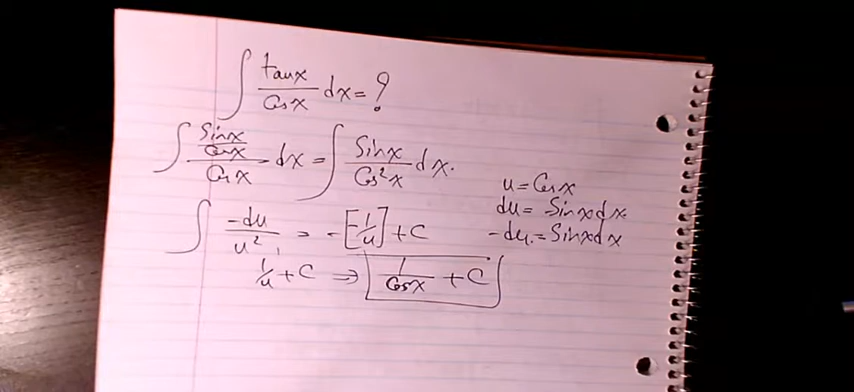 ∫ tanx/Cosx dx = ?
∫ (Sinx/Cosx)/Cosx dx = ∫ Sinx/Cos²x dx.
u = Cosx
du = Sinx dx.
-du = Sinx dx
∫ -du/u² = -[-1/u] + C
1/u + C ⇒ 1/Cosx + C